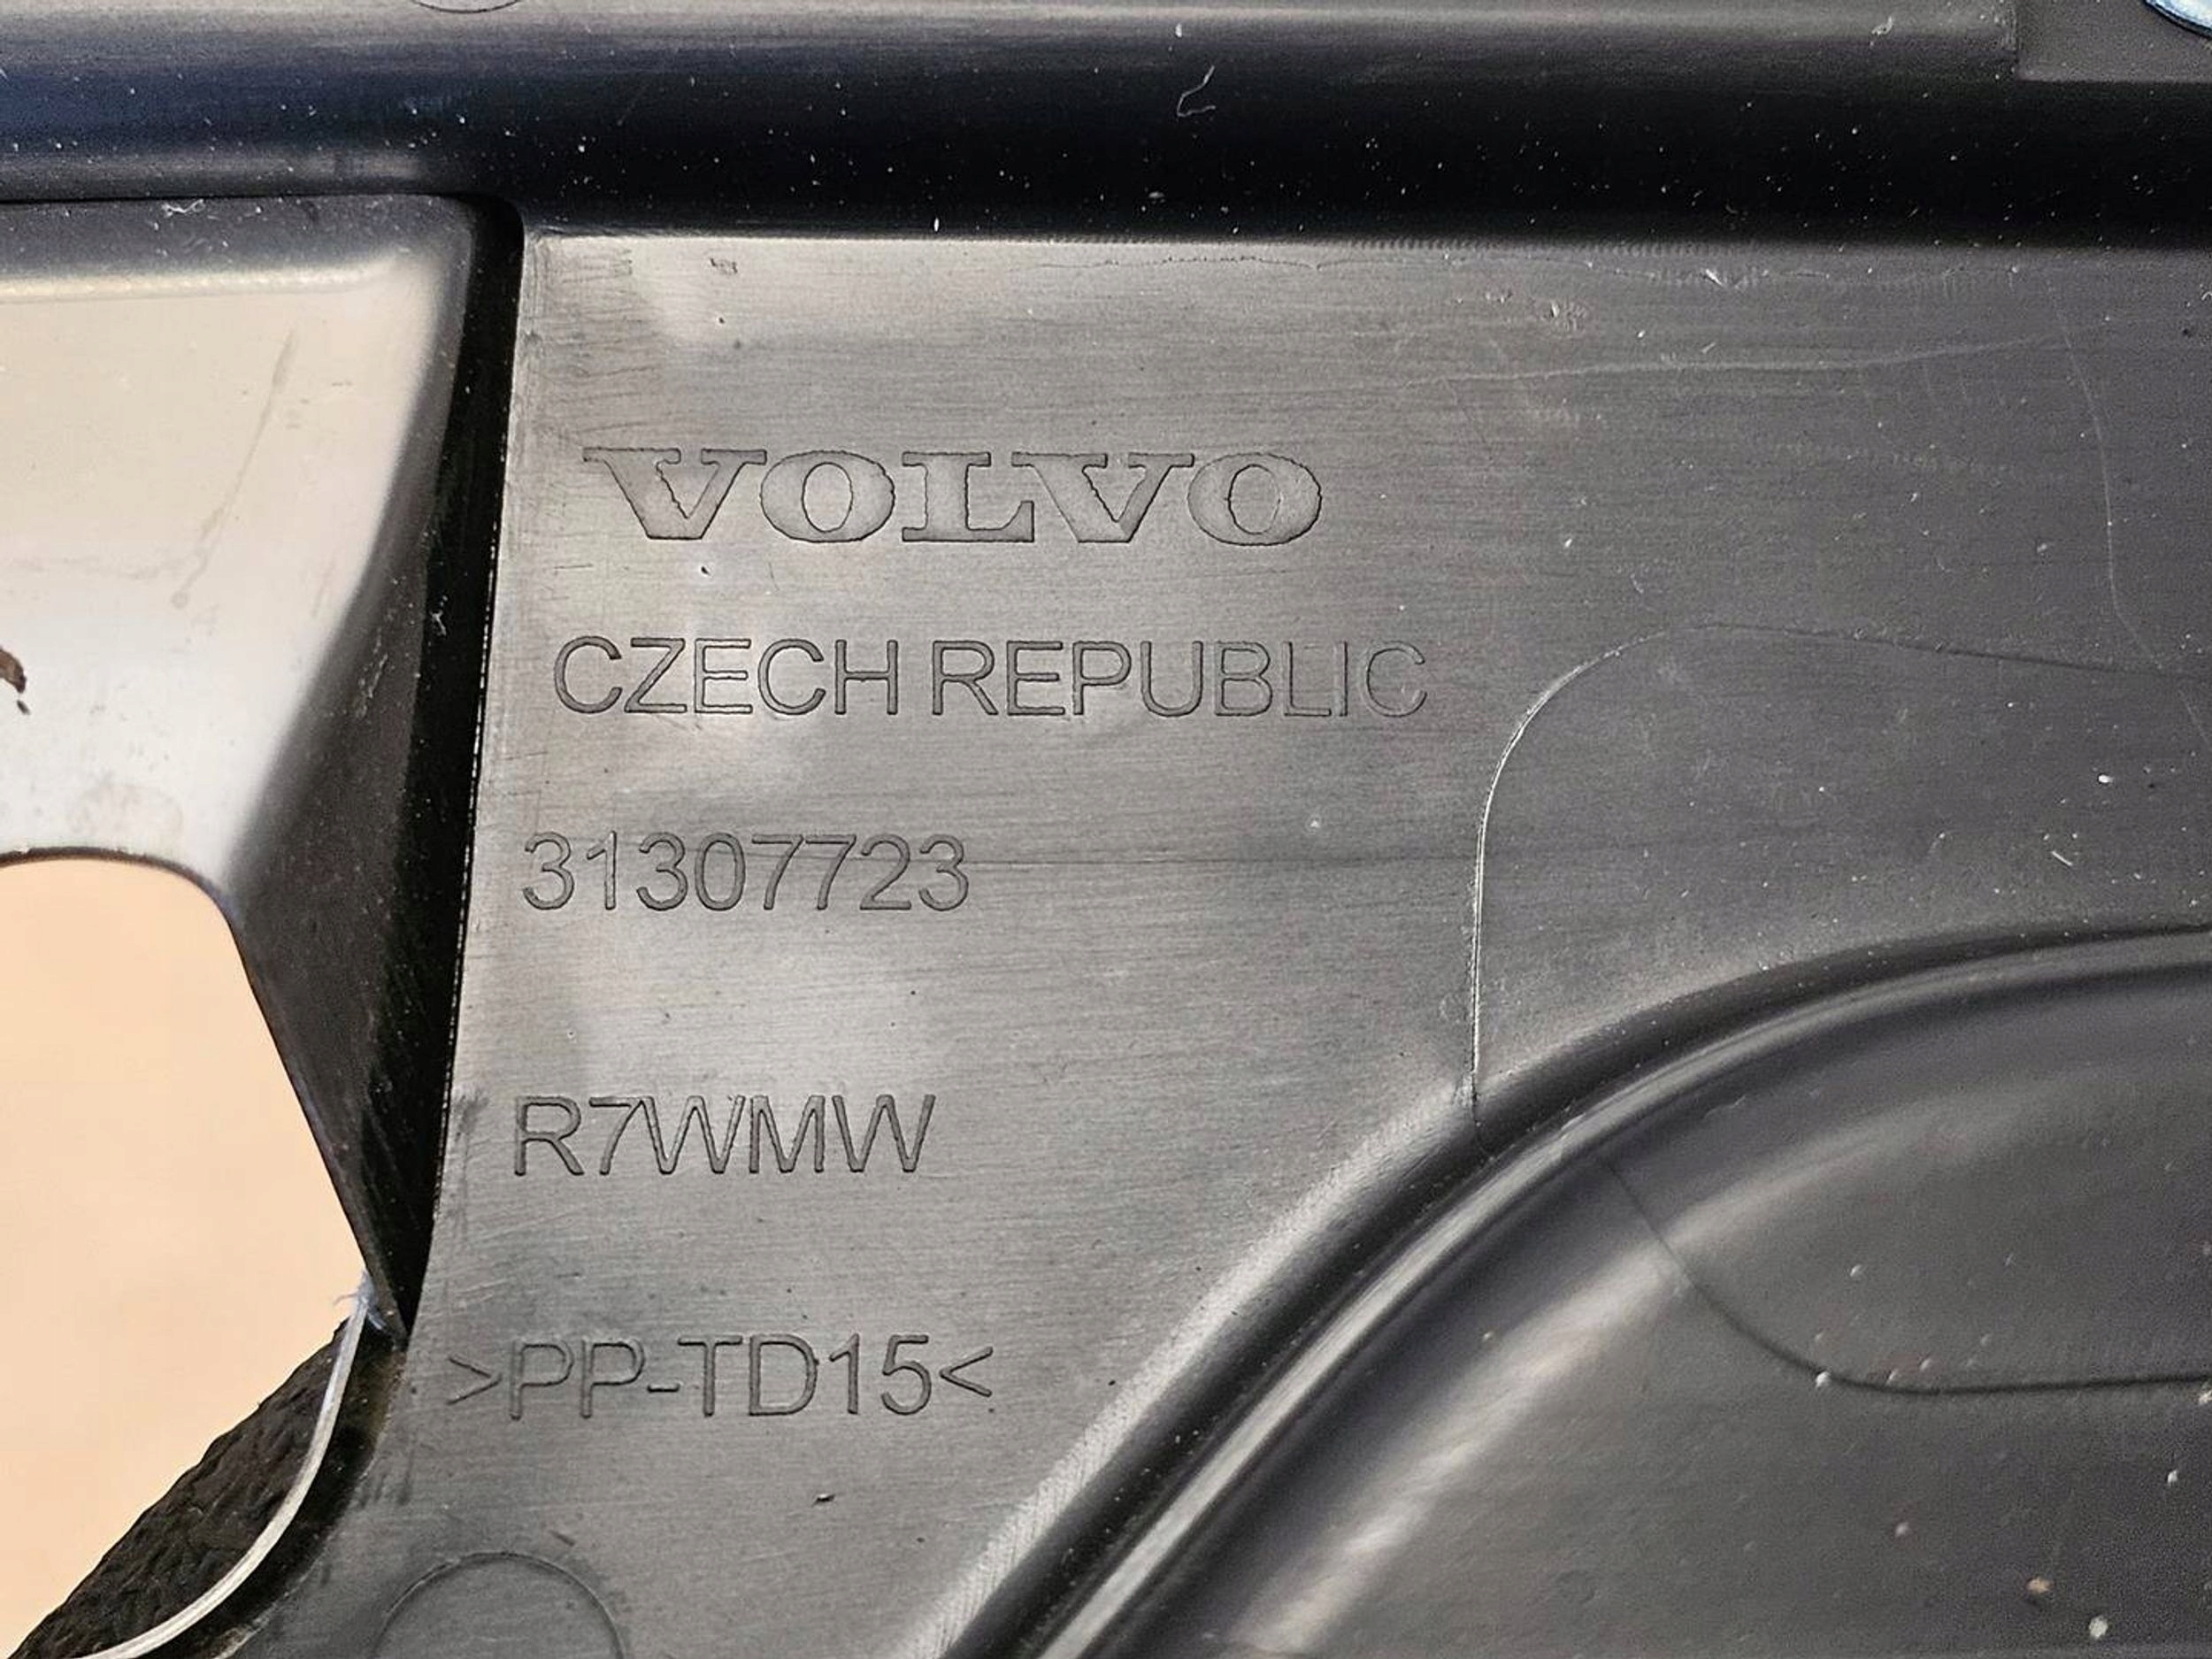 VOLVO
CZECH REPUBLIC
31307723
R7WMW
>PP-TD15<